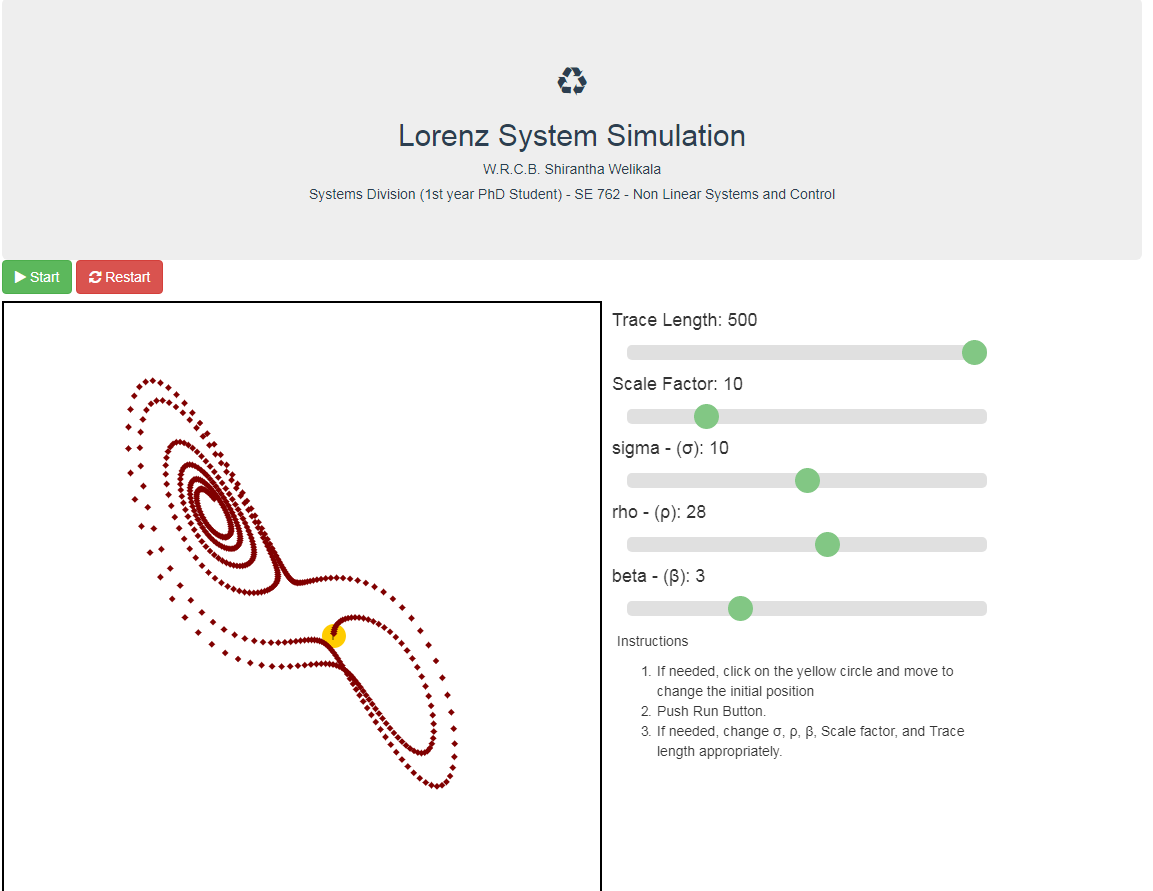 Lorenz System Simulation
W.R.C.B. Shirantha Welikala
Systems Division (1st year PhD Student) - SE 762 - Non Linear Systems and Control
Start Restart
Trace Length: 500
Scale Factor: 10
sigma - (σ): 10
rho - (ρ): 28
beta - (β): 3
Instructions
1. If needed, click on the yellow circle and move to
change the initial position
2. Push Run Button.
3. If needed, change σ, ρ, β, Scale factor, and Trace
length appropriately.